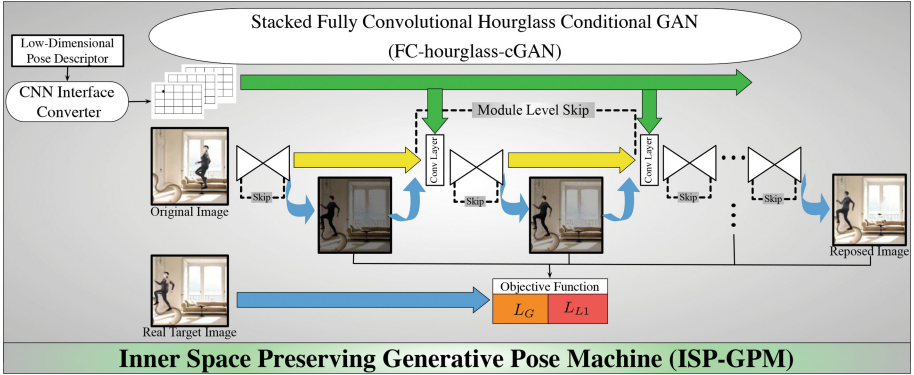 Stacked Fully Convolutional Hourglass Conditional GAN
(FC-hourglass-cGAN)
Low-Dimensional
Pose Descriptor
CNN Interface
Converter
Module Level Skip
Conv Layer
Conv Layer
Skip
Skip
Skip
Skip
Original Image
Reposed Image
Objective Function
L_G
L_{L1}
Real Target Image
Inner Space Preserving Generative Pose Machine (ISP-GPM)